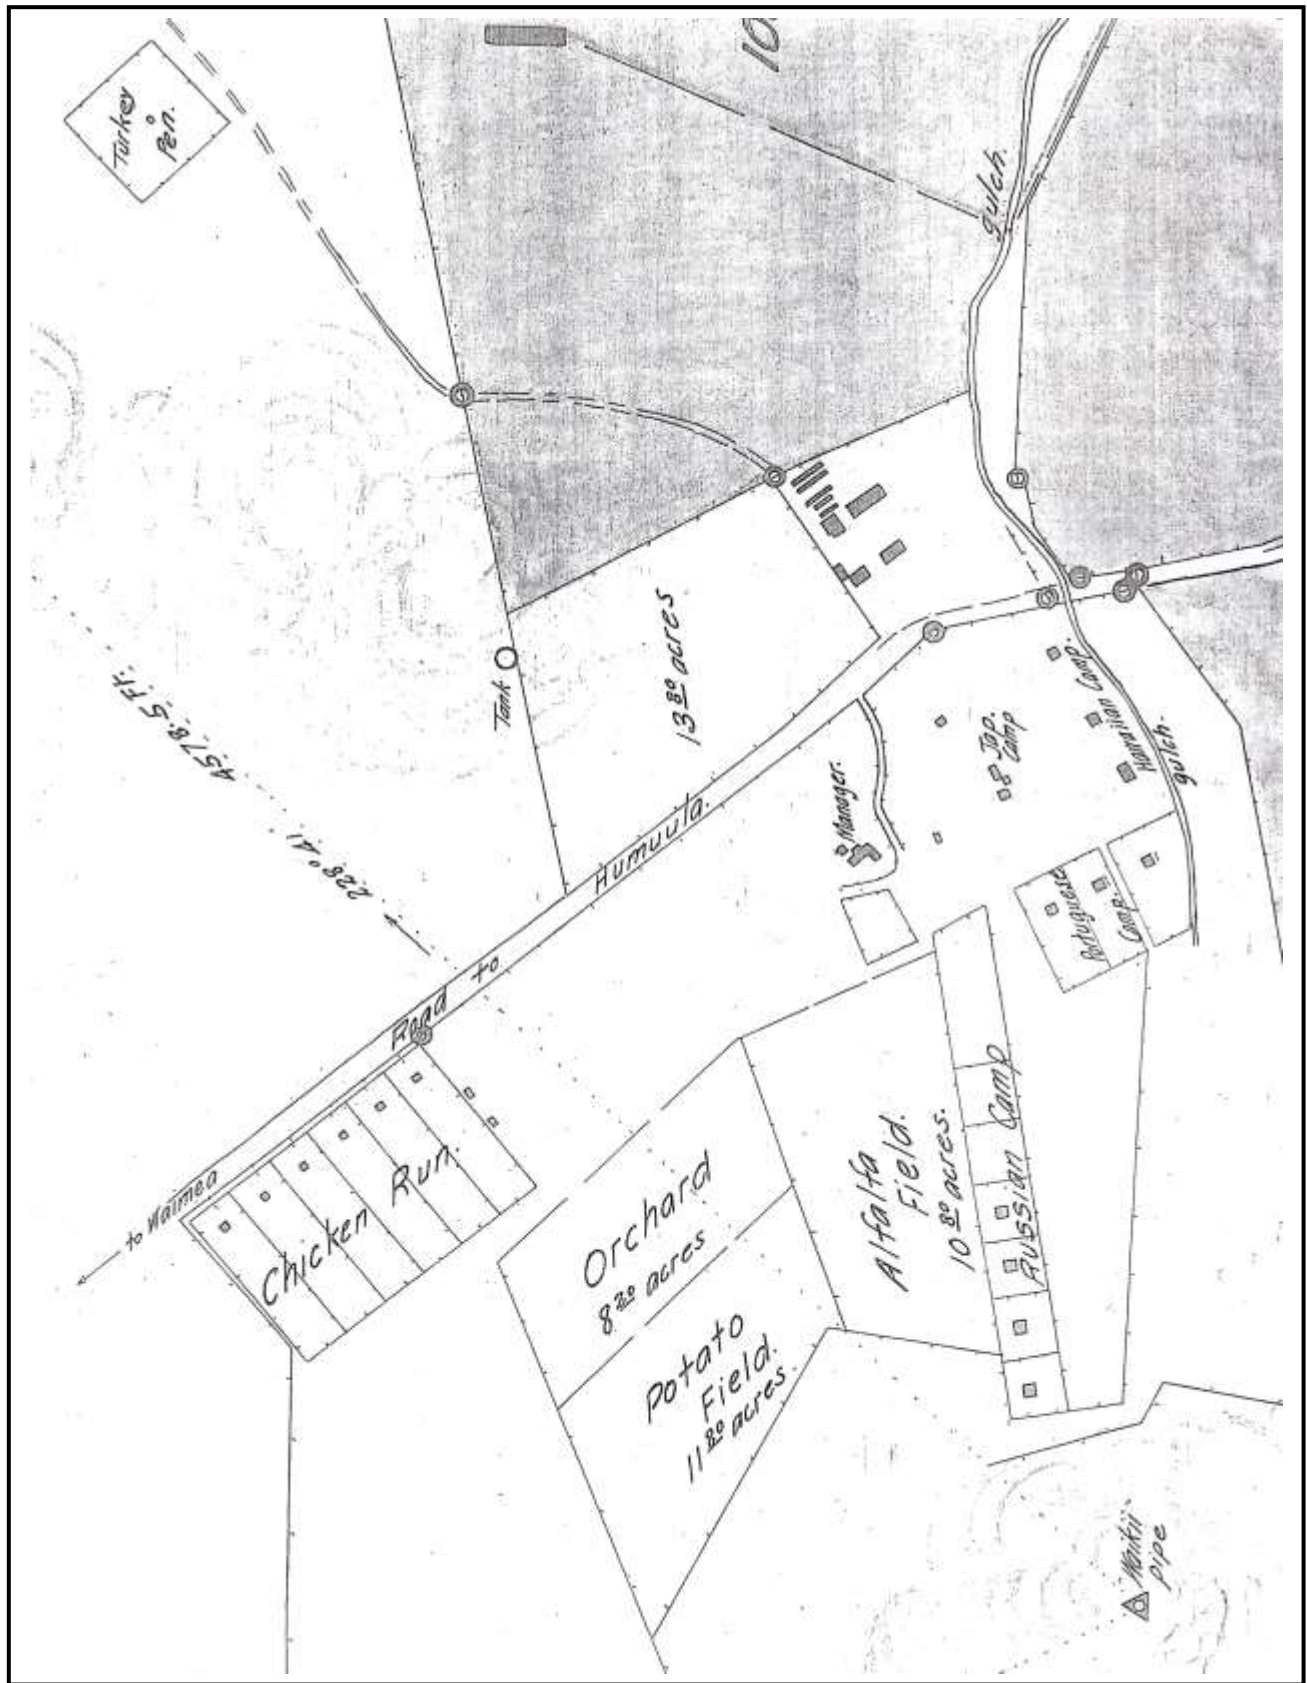 Turkey
Pen.
10
gulch.
4578.5 Ft.
228° 41'
Tank
13 80 acres
Road to Humuula.
to Waimea
Manager.
Jap.
Camp
Hawaiian Camp.
gulch.
Portuguese
Camp.
Chicken Run.
Orchard
8 20 acres
Potato
Field.
11 80 acres.
Alfalfa
Field.
10 80 acres.
Russian Camp
Waikii
pipe